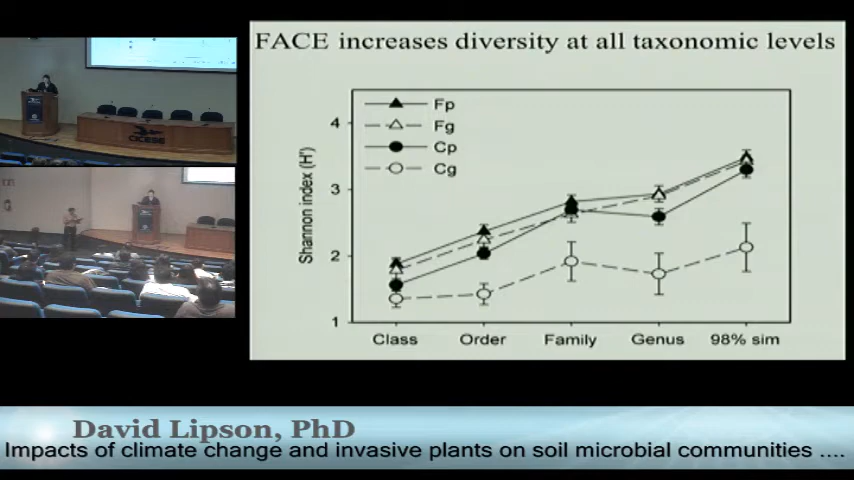 FACE increases diversity at all taxonomic levels
Fp
Fg
Cp
Cg
4
3
2
1
Shannon index (H')
Class Order Family Genus 98% sim
CICESE
David Lipson, PhD
Impacts of climate change and invasive plants on soil microbial communities ....